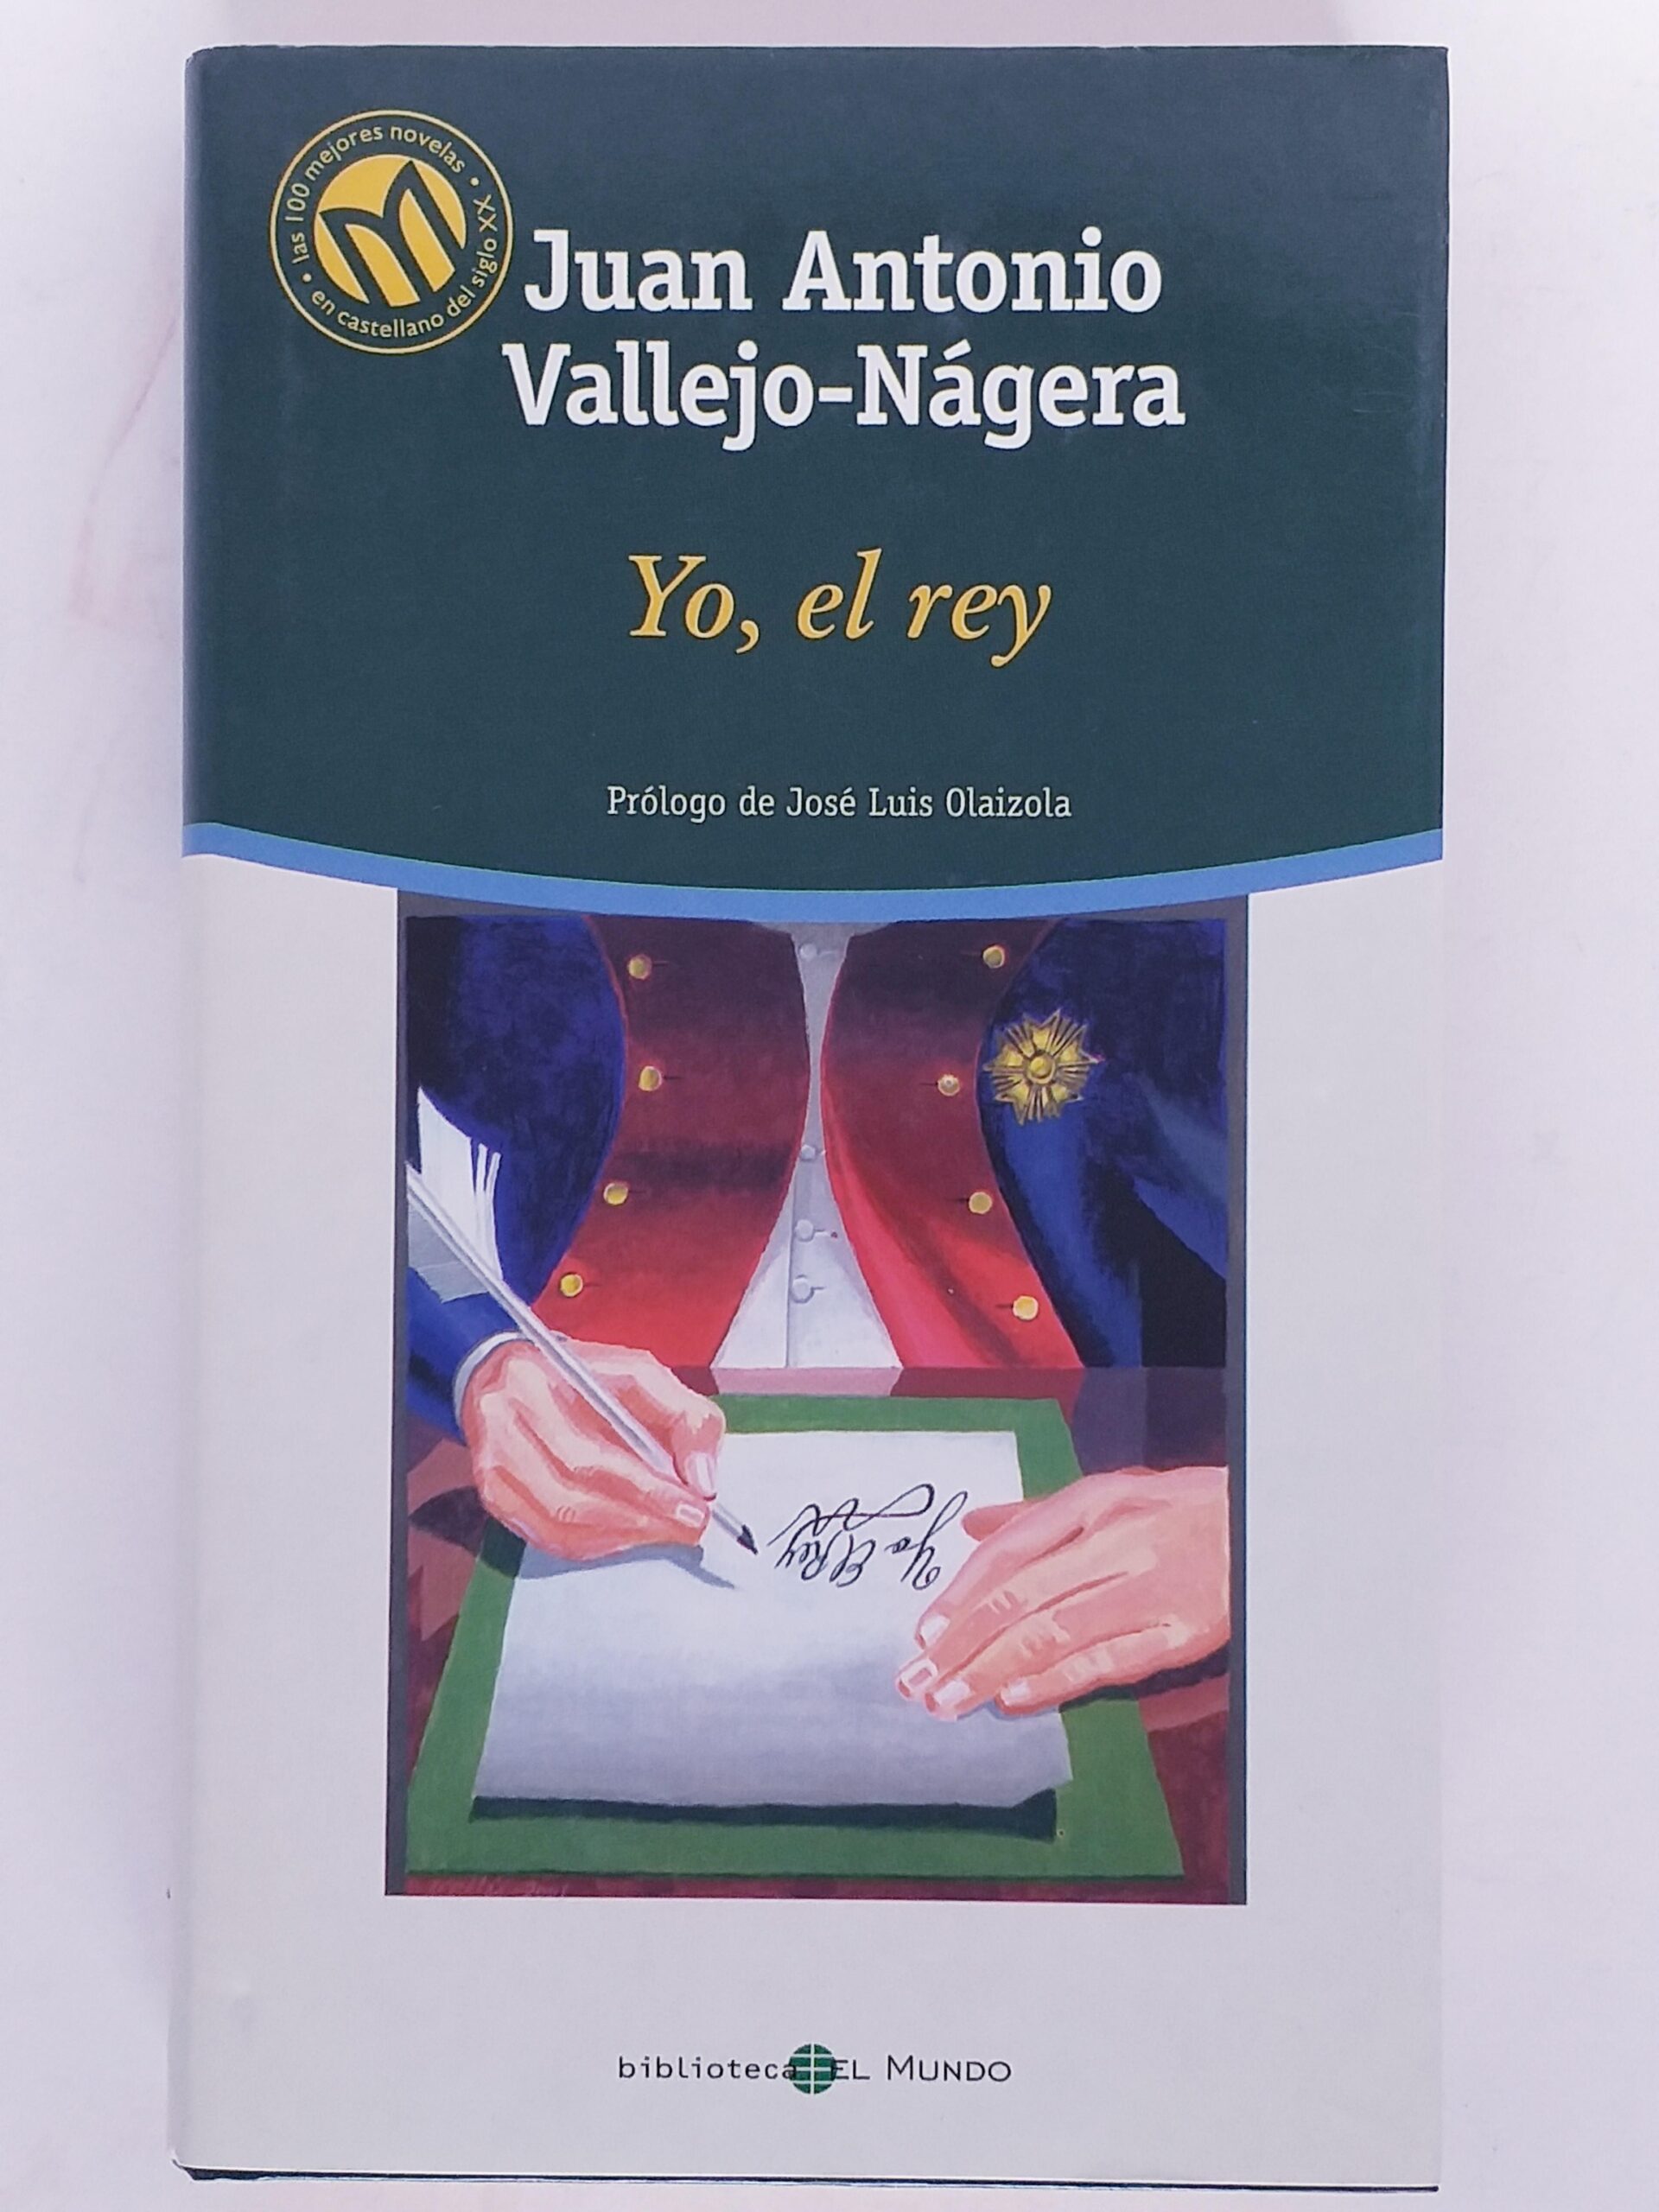 • las 100 mejores novelas •
en castellano del siglo XX
Juan Antonio
Vallejo-Nágera
Yo, el rey
Prólogo de José Luis Olaizola
Yo El Rey
biblioteca EL MUNDO